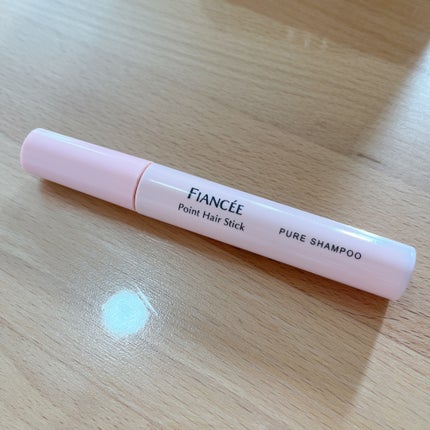 FIANCÉE
Point Hair Stick
PURE SHAMPOO